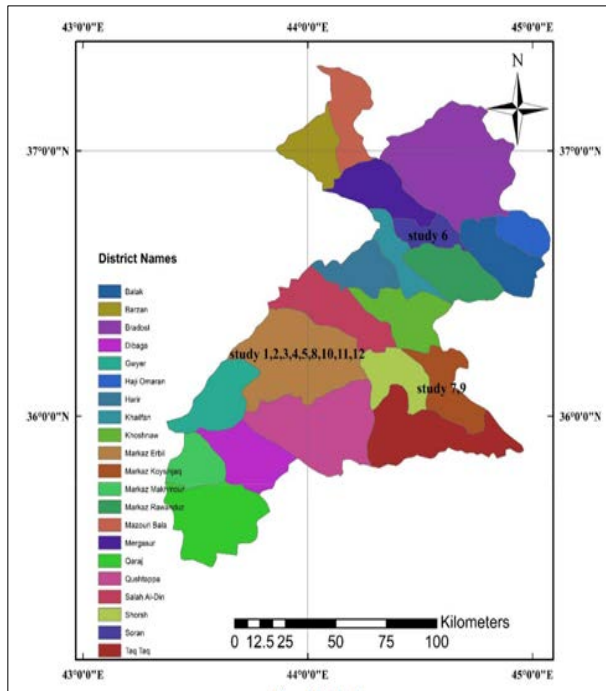 43°0'0"E 44°0'0"E 45°0'0"E
N
37°0'0"N 37°0'0"N
study 6
District Names
Balak
Barzan
Bradost
Dibaga
Gwyer
Haji Omaran
Harir
Khalifan
Khoshnaw
Markaz Erbil
Markaz Koysnjaq
Markaz Makhmour
Markaz Rawanduz
Mazouri Bala
Mergasur
Qaraj
Qushtappa
Salah Al-Din
Shorsh
Soran
Taq Taq
study 1,2,3,4,5,8,10,11,12
study 7,9
36°0'0"N 36°0'0"N
Kilometers
0 12.5 25 50 75 100
43°0'0"E 44°0'0"E 45°0'0"E